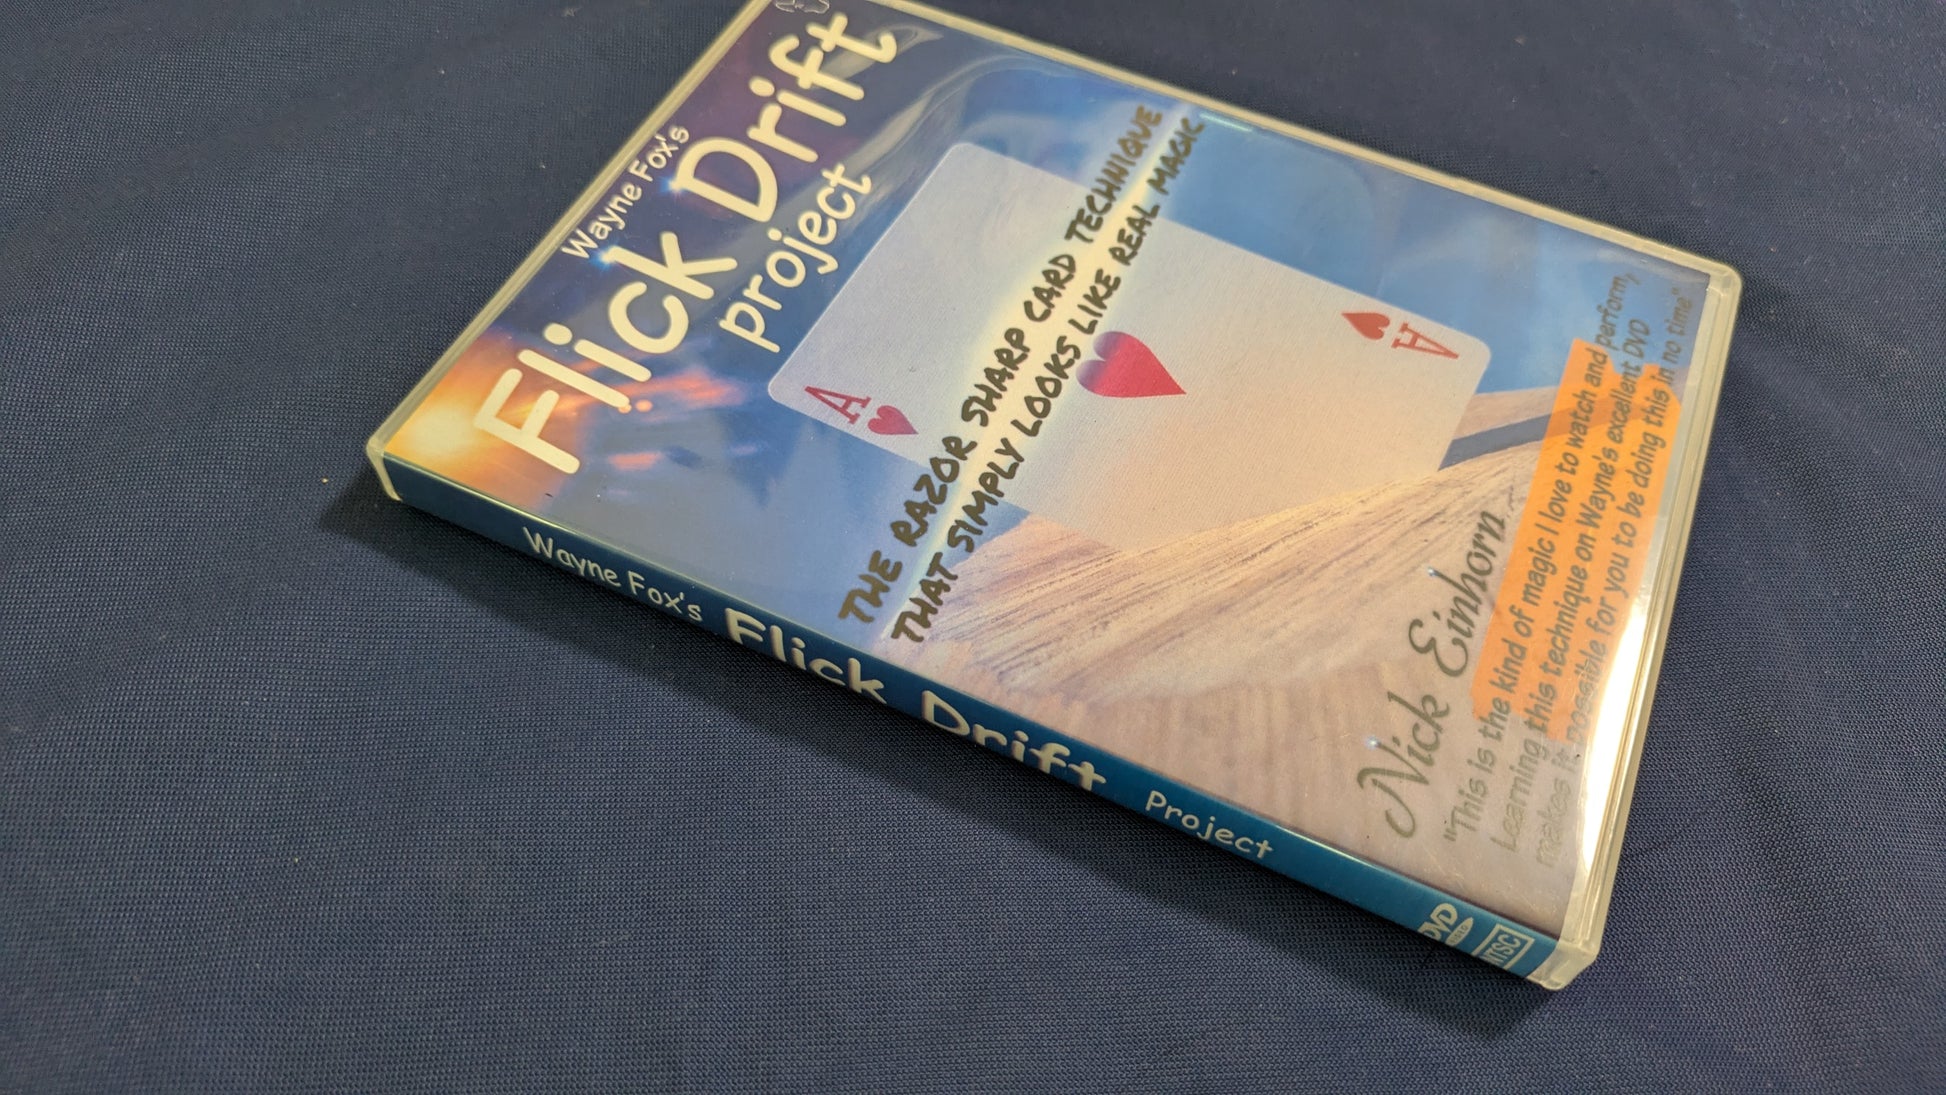 Wayne Fox's
Flick Drift
project
A
THE RAZOR SHARP CARD TECHNIQUE
THAT SIMPLY LOOKS LIKE REAL MAGIC
A
Nick Einhorn
"This is the kind of magic I love to watch and perform,
Learning this technique on Wayne's excellent DVD
makes it possible for you to be doing this in no time"
Wayne Fox's Flick Drift Project
DVD
NTSC